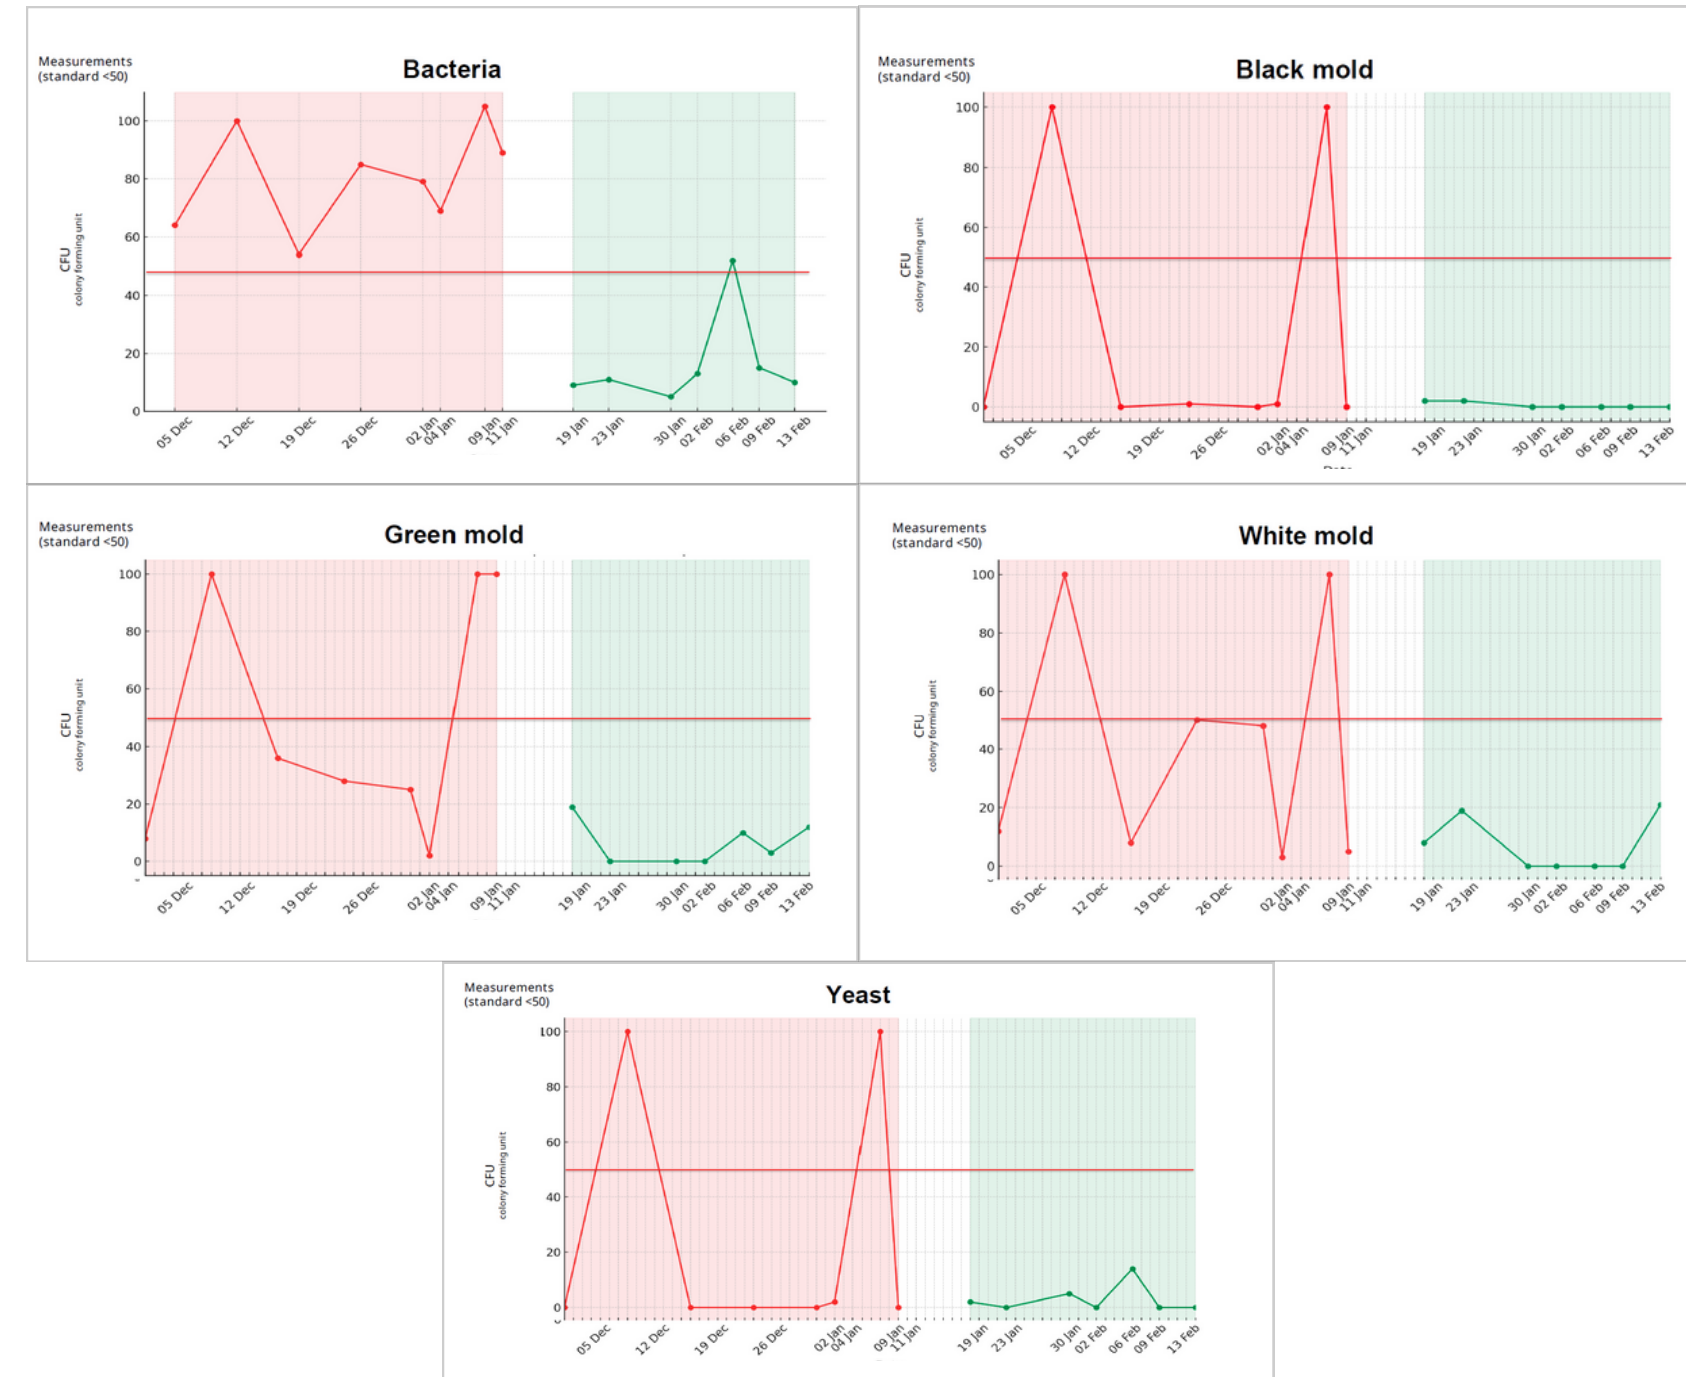 Measurements
(standard <50)
Bacteria
100
80
60
40
20
0
CFU
colony forming unit
05 Dec 12 Dec 19 Dec 26 Dec 02 Jan 04 Jan 09 Jan 11 Jan 19 Jan 23 Jan 30 Jan 02 Feb 06 Feb 09 Feb 13 Feb
Measurements
(standard <50)
Black mold
100
80
60
40
20
0
CFU
colony forming unit
05 Dec 12 Dec 19 Dec 26 Dec 02 Jan 04 Jan 09 Jan 11 Jan 19 Jan 23 Jan 30 Jan 02 Feb 06 Feb 09 Feb 13 Feb
Measurements
(standard <50)
Green mold
100
80
60
40
20
0
CFU
colony forming unit
05 Dec 12 Dec 19 Dec 26 Dec 02 Jan 04 Jan 09 Jan 11 Jan 19 Jan 23 Jan 30 Jan 02 Feb 06 Feb 09 Feb 13 Feb
Measurements
(standard <50)
White mold
100
80
60
40
20
0
CFU
colony forming unit
05 Dec 12 Dec 19 Dec 26 Dec 02 Jan 04 Jan 09 Jan 11 Jan 19 Jan 23 Jan 30 Jan 02 Feb 06 Feb 09 Feb 13 Feb
Measurements
(standard <50)
Yeast
100
80
60
40
20
0
CFU
colony forming unit
05 Dec 12 Dec 19 Dec 26 Dec 02 Jan 04 Jan 09 Jan 11 Jan 19 Jan 23 Jan 30 Jan 02 Feb 06 Feb 09 Feb 13 Feb